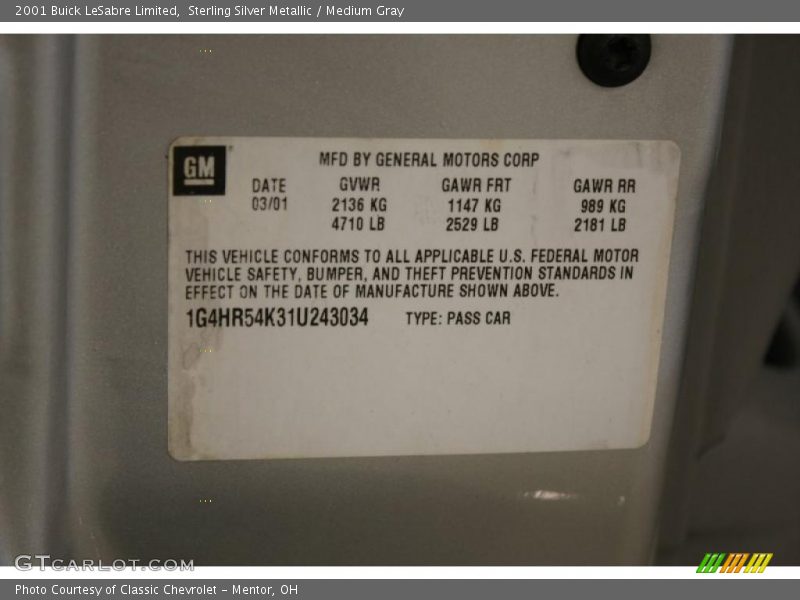 2001 Buick LeSabre Limited,  Sterling Silver Metallic / Medium Gray
GM
MFD BY GENERAL MOTORS CORP
DATE GVWR GAWR FRT GAWR RR
03/01 2136 KG 1147 KG 989 KG
4710 LB 2529 LB 2181 LB
THIS VEHICLE CONFORMS TO ALL APPLICABLE U.S. FEDERAL MOTOR
VEHICLE SAFETY, BUMPER, AND THEFT PREVENTION STANDARDS IN
EFFECT ON THE DATE OF MANUFACTURE SHOWN ABOVE.
1G4HR54K31U243034 TYPE: PASS CAR
GTCARLOT.COM
Photo Courtesy of Classic Chevrolet - Mentor, OH